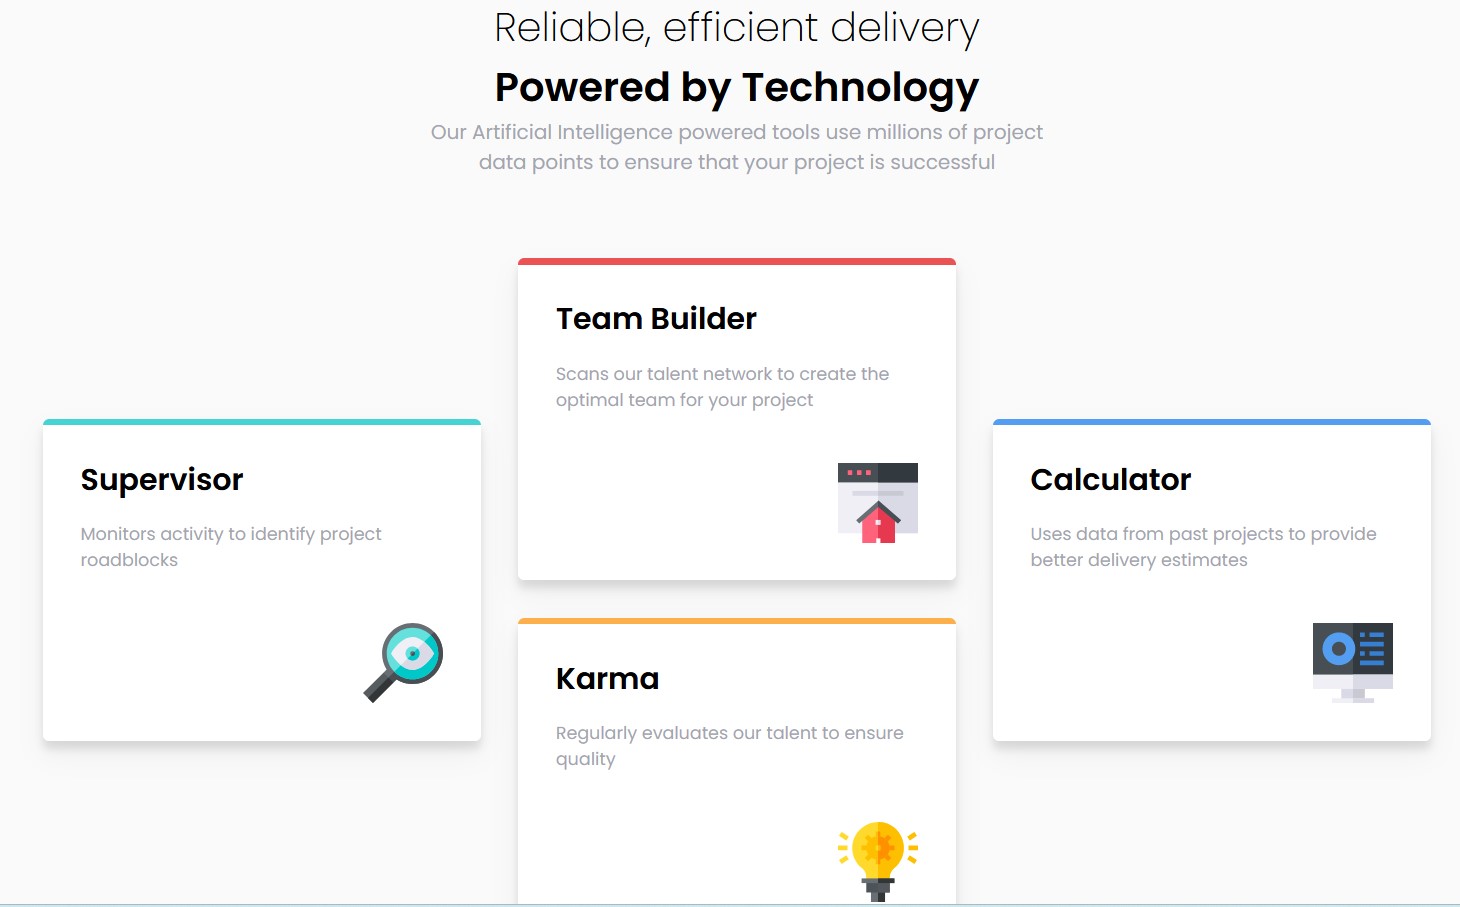 Reliable, efficient delivery
Powered by Technology
Our Artificial Intelligence powered tools use millions of project
data points to ensure that your project is successful
Team Builder
Scans our talent network to create the
optimal team for your project
Supervisor
Monitors activity to identify project
roadblocks
Calculator
Uses data from past projects to provide
better delivery estimates
Karma
Regularly evaluates our talent to ensure
quality